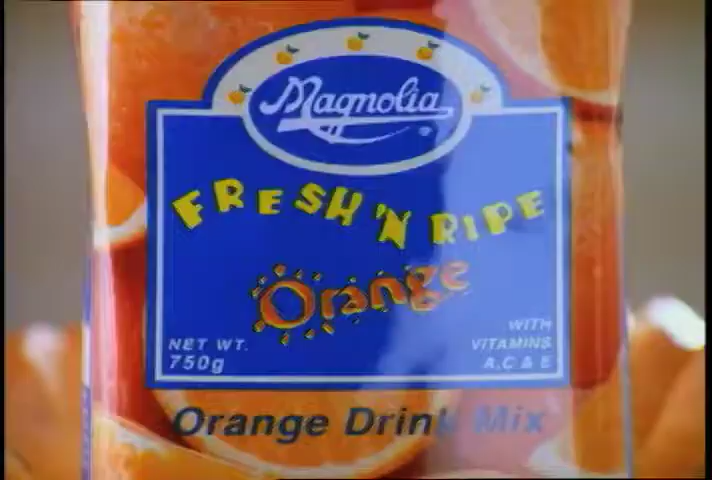 Magnolia
FRESH 'N RIPE
Orange
NET WT.
750g
WITH
VITAMINS
A, C & E
Orange Drink Mix